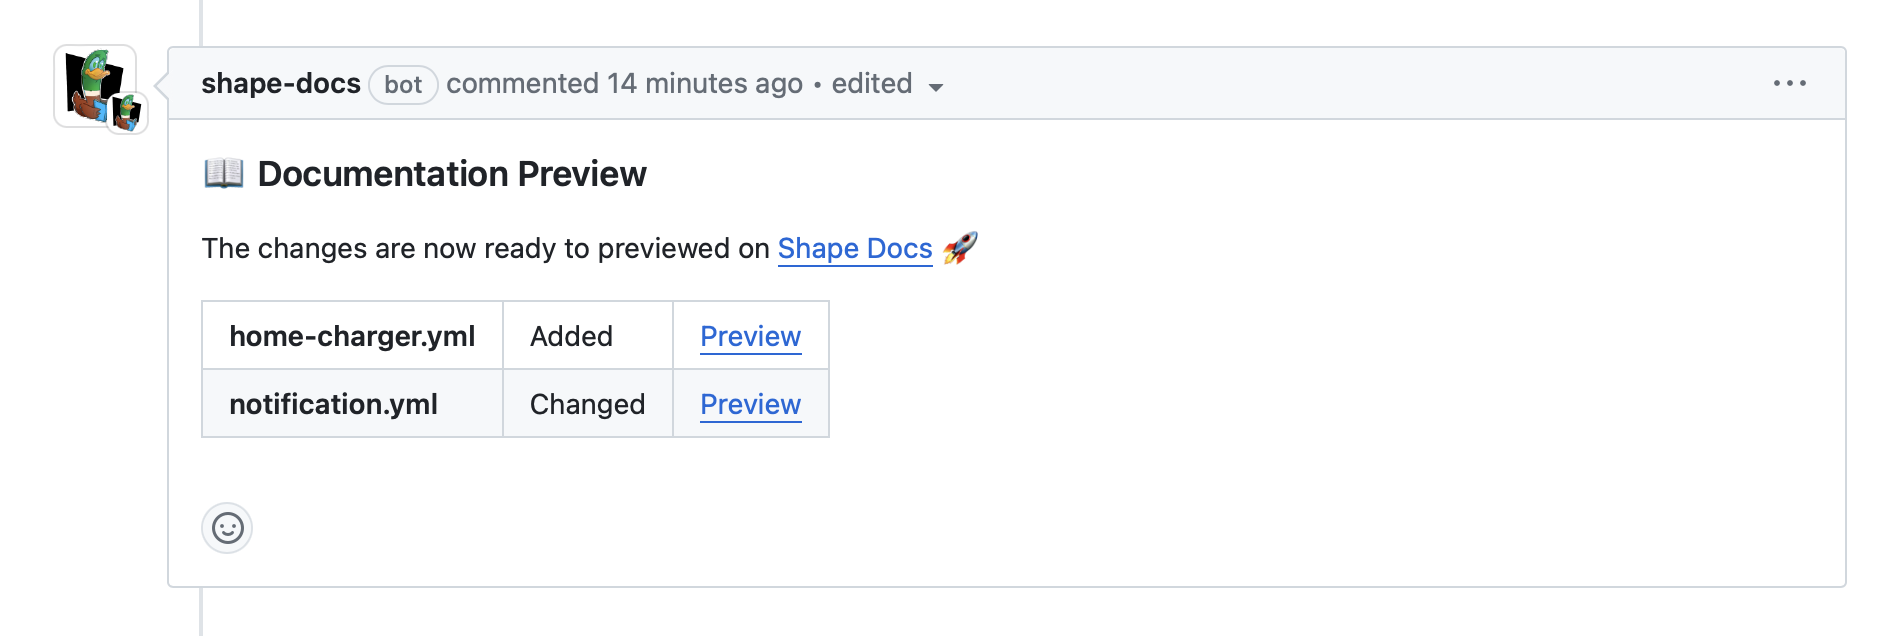 shape-docs bot commented 14 minutes ago • edited
Documentation Preview
The changes are now ready to previewed on Shape Docs 🚀
home-charger.yml Added Preview
notification.yml Changed Preview